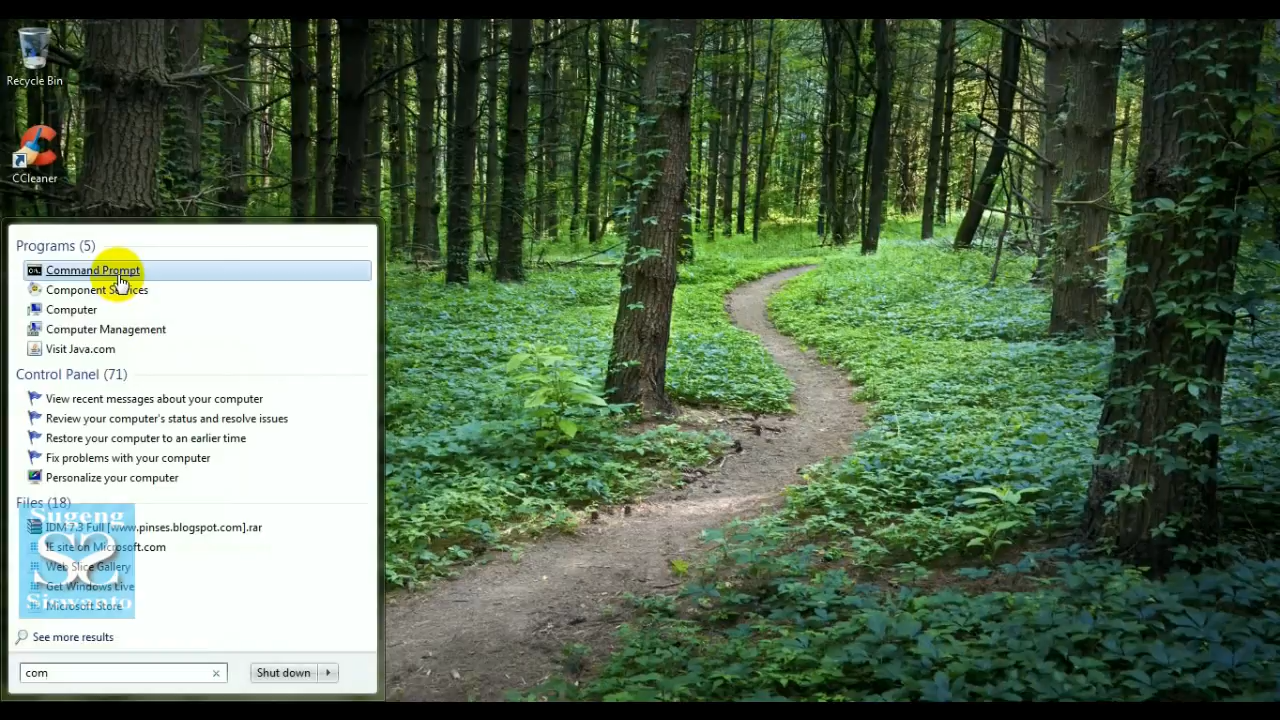 Recycle Bin
CCleaner
Programs (5)
Command Prompt
Component Services
Computer
Computer Management
Visit Java.com
Control Panel (71)
View recent messages about your computer
Review your computer's status and resolve issues
Restore your computer to an earlier time
Fix problems with your computer
Personalize your computer
Files (18)
Sugeng
IDM 7.3 Full [www.pinses.blogspot.com].rar
IE site on Microsoft.com
Web Slice Gallery
Get Windows Live
Microsoft Store
Siswanto
See more results
com
Shut down